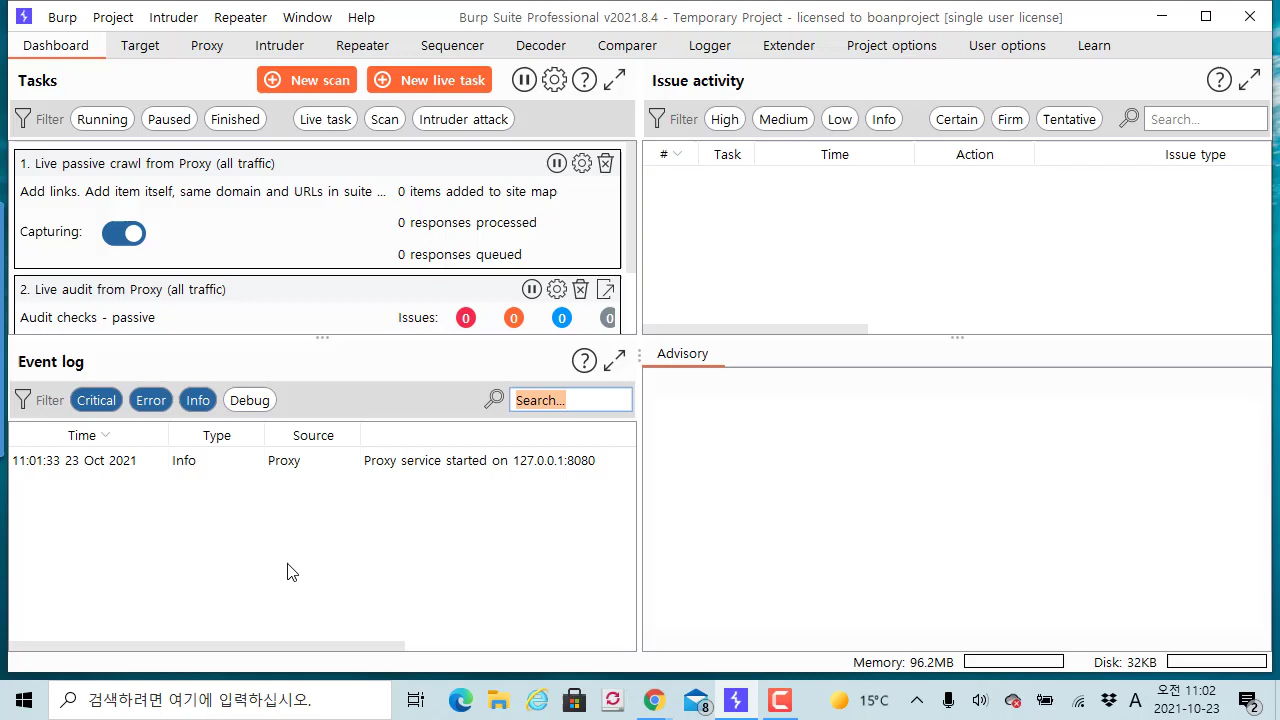 Burp Project Intruder Repeater Window Help Burp Suite Professional v2021.8.4 - Temporary Project - licensed to boanproject [single user license]
Dashboard Target Proxy Intruder Repeater Sequencer Decoder Comparer Logger Extender Project options User options Learn
Tasks New scan New live task
Filter Running Paused Finished Live task Scan Intruder attack
1. Live passive crawl from Proxy (all traffic)
Add links. Add item itself, same domain and URLs in suite ... 0 items added to site map
0 responses processed
Capturing:
0 responses queued
2. Live audit from Proxy (all traffic)
Audit checks - passive Issues: 0 0 0 0
Issue activity
Filter High Medium Low Info Certain Firm Tentative Search...
# Task Time Action Issue type
Event log
Filter Critical Error Info Debug Search...
Time Type Source
11:01:33 23 Oct 2021 Info Proxy Proxy service started on 127.0.0.1:8080
Advisory
Memory: 96.2MB Disk: 32KB
검색하려면 여기에 입력하십시오. 8 15°C A 오전 11:02 2
2021-10-23